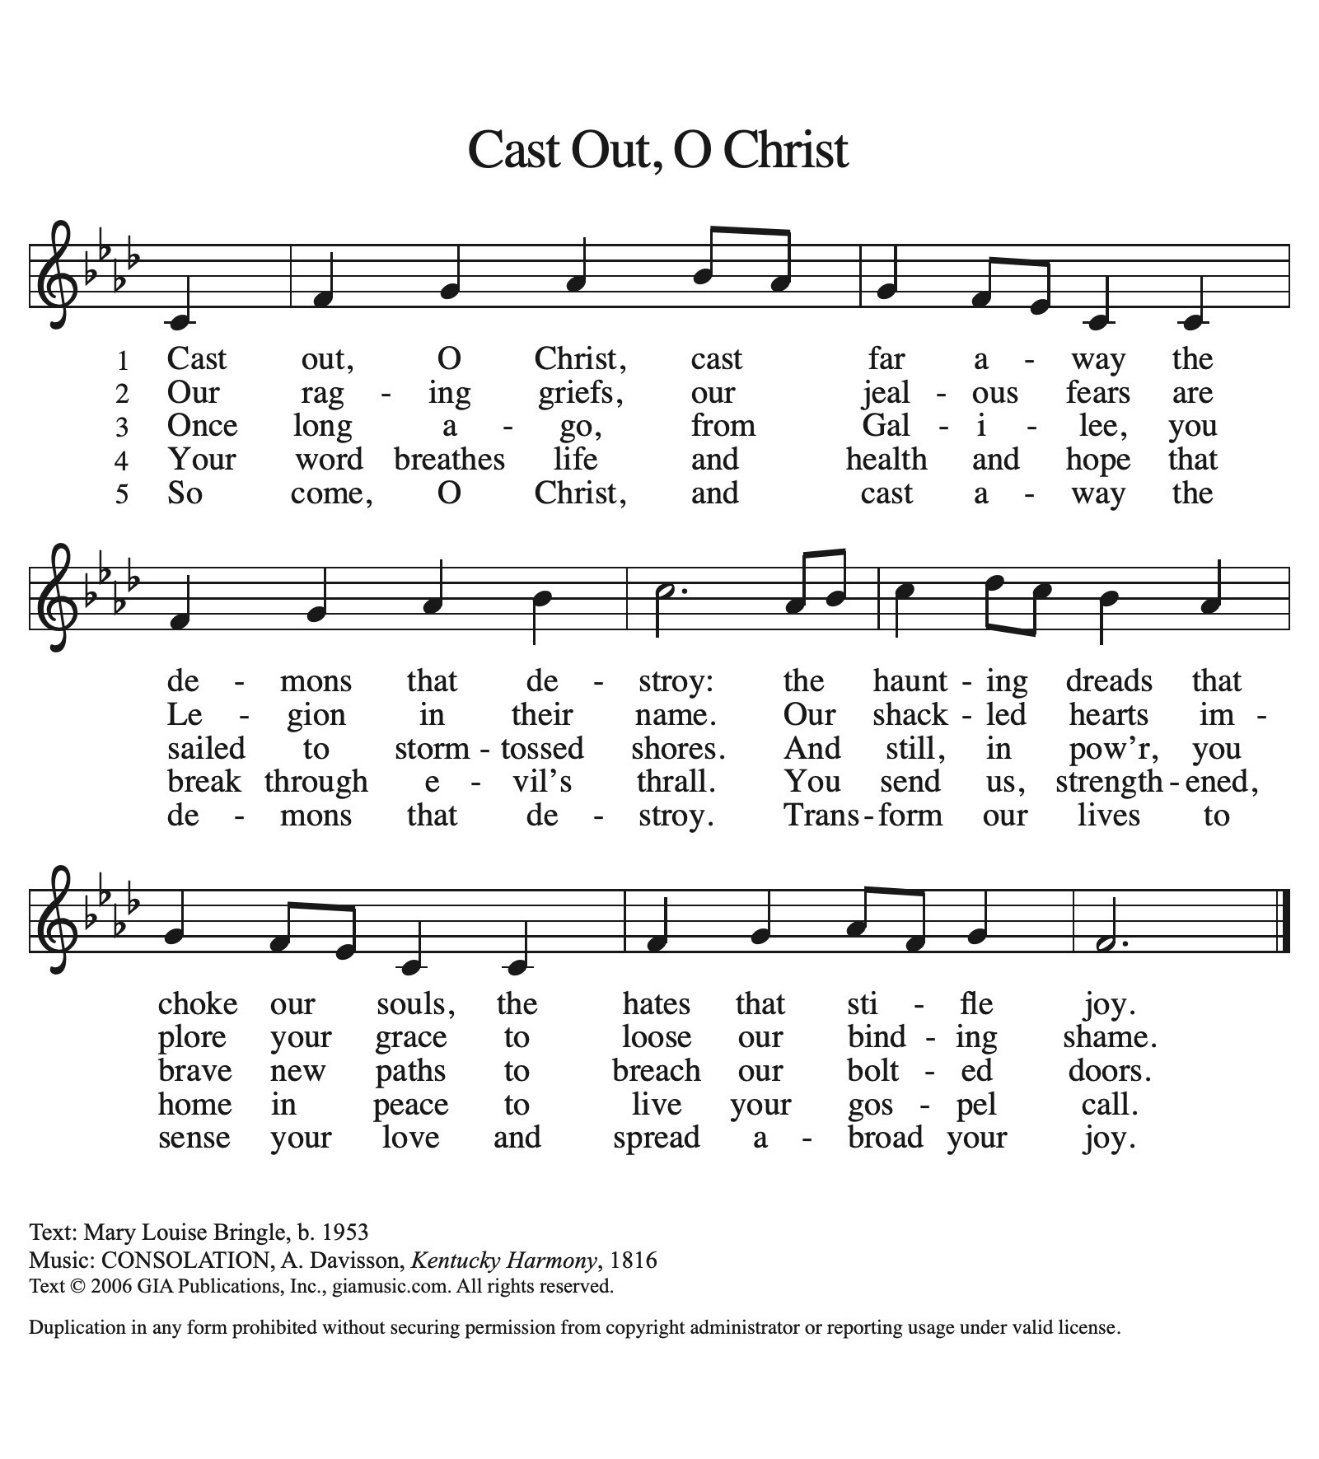 Cast Out, O Christ
1 Cast out, O Christ, cast far a - way the
2 Our rag - ing griefs, our jeal - ous fears are
3 Once long a - go, from Gal - i - lee, you
4 Your word breathes life and health and hope that
5 So come, O Christ, and cast a - way the
de - mons that de - stroy: the haunt - ing dreads that
Le - gion in their name. Our shack - led hearts im -
sailed to storm - tossed shores. And still, in pow’r, you
break through e - vil’s thrall. You send us, strength - ened,
de - mons that de - stroy. Trans - form our lives to
choke our souls, the hates that sti - fle joy.
plore your grace to loose our bind - ing shame.
brave new paths to breach our bolt - ed doors.
home in peace to live your gos - pel call.
sense your love and spread a - broad your joy.
Text: Mary Louise Bringle, b. 1953
Music: CONSOLATION, A. Davisson, Kentucky Harmony, 1816
Text © 2006 GIA Publications, Inc., giamusic.com. All rights reserved.
Duplication in any form prohibited without securing permission from copyright administrator or reporting usage under valid license.